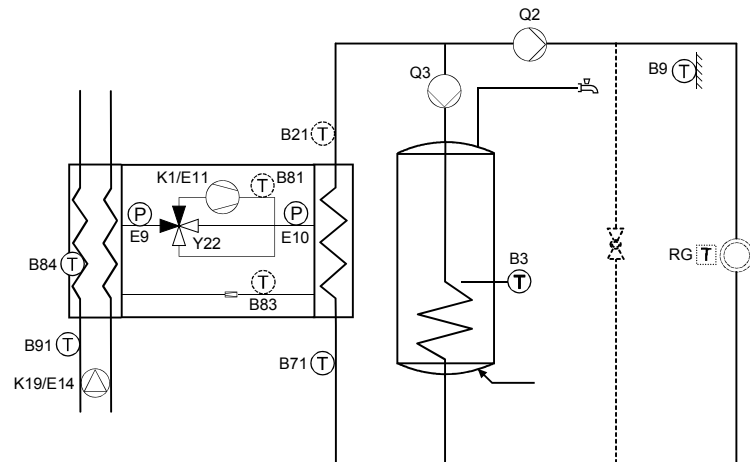 Q2
Q3
B9 T
B21 T
K1/E11
T B81
P
P
E9
Y22
E10
B84 T
B3
T
RG T
T
B83
B91 T
B71 T
K19/E14